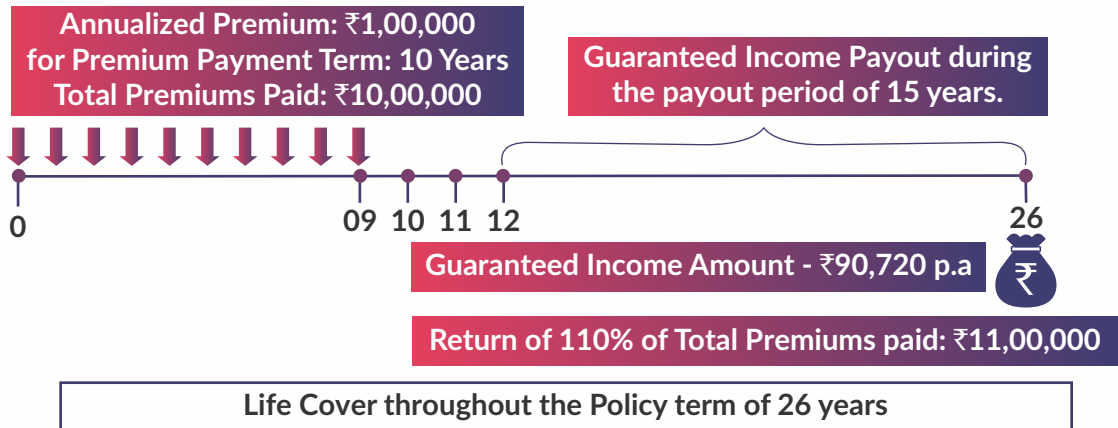 Annualized Premium: ₹1,00,000
for Premium Payment Term: 10 Years
Total Premiums Paid: ₹10,00,000
Guaranteed Income Payout during
the payout period of 15 years.
0
09
10
11
12
26
Guaranteed Income Amount - ₹90,720 p.a
₹
Return of 110% of Total Premiums paid: ₹11,00,000
Life Cover throughout the Policy term of 26 years